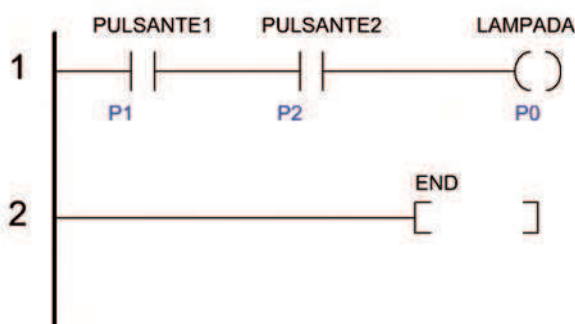 PULSANTE1 PULSANTE2 LAMPADA
1
P1 P2 P0
END
2